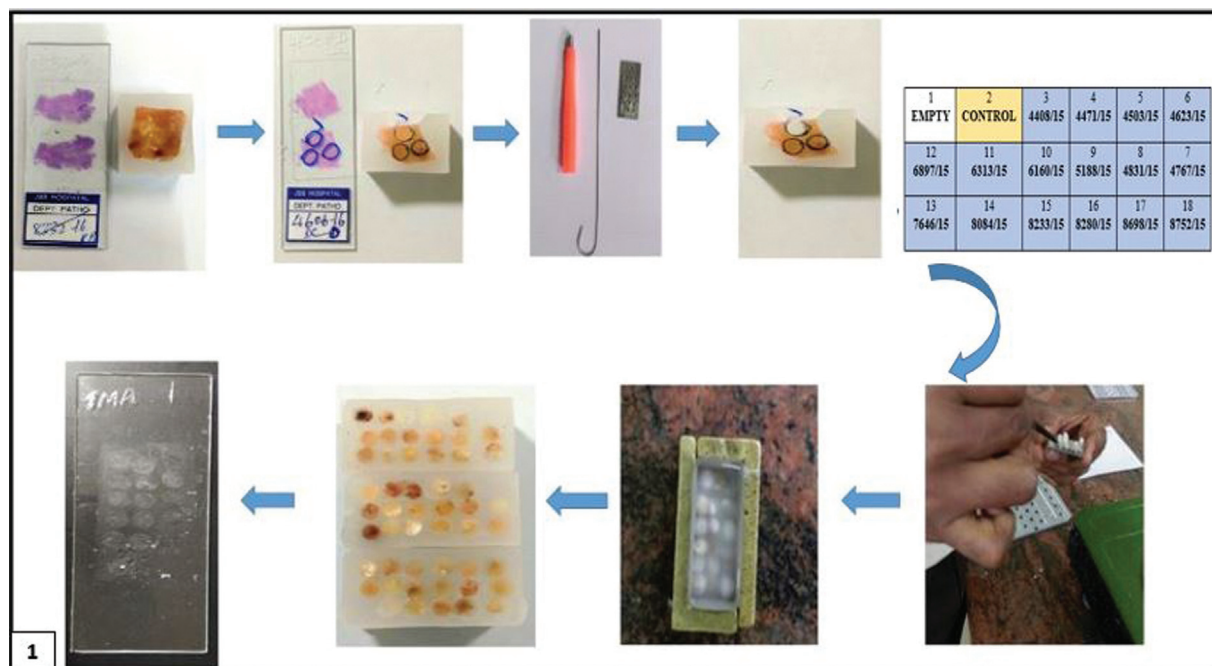 JSS HOSPITAL
DEPT. PATHO
JSS HOSPITAL
DEPT. PATHO
4606-16
1 2 3 4 5 6
EMPTY CONTROL 4408/15 4471/15 4503/15 4623/15
12 11 10 9 8 7
6897/15 6313/15 6160/15 5188/15 4831/15 4767/15
13 14 15 16 17 18
7646/15 8084/15 8233/15 8280/15 8698/15 8752/15
TMA 1
1